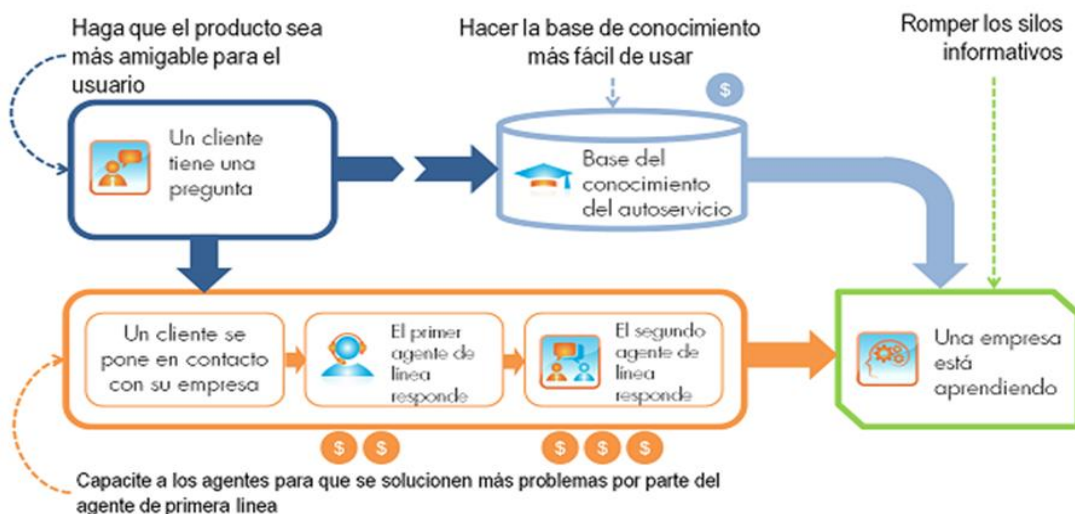 Haga que el producto sea
más amigable para el
usuario
Hacer la base de conocimiento
más fácil de usar
Romper los silos
informativos
$
Un cliente
tiene una
pregunta
Base del
conocimiento
del autoservicio
Un cliente se
pone en contacto
con su empresa
El primer
agente de
línea
responde
El segundo
agente de
línea
responde
Una empresa
está
aprendiendo
$ $
$ $ $
Capacite a los agentes para que se solucionen más problemas por parte del
agente de primera linea